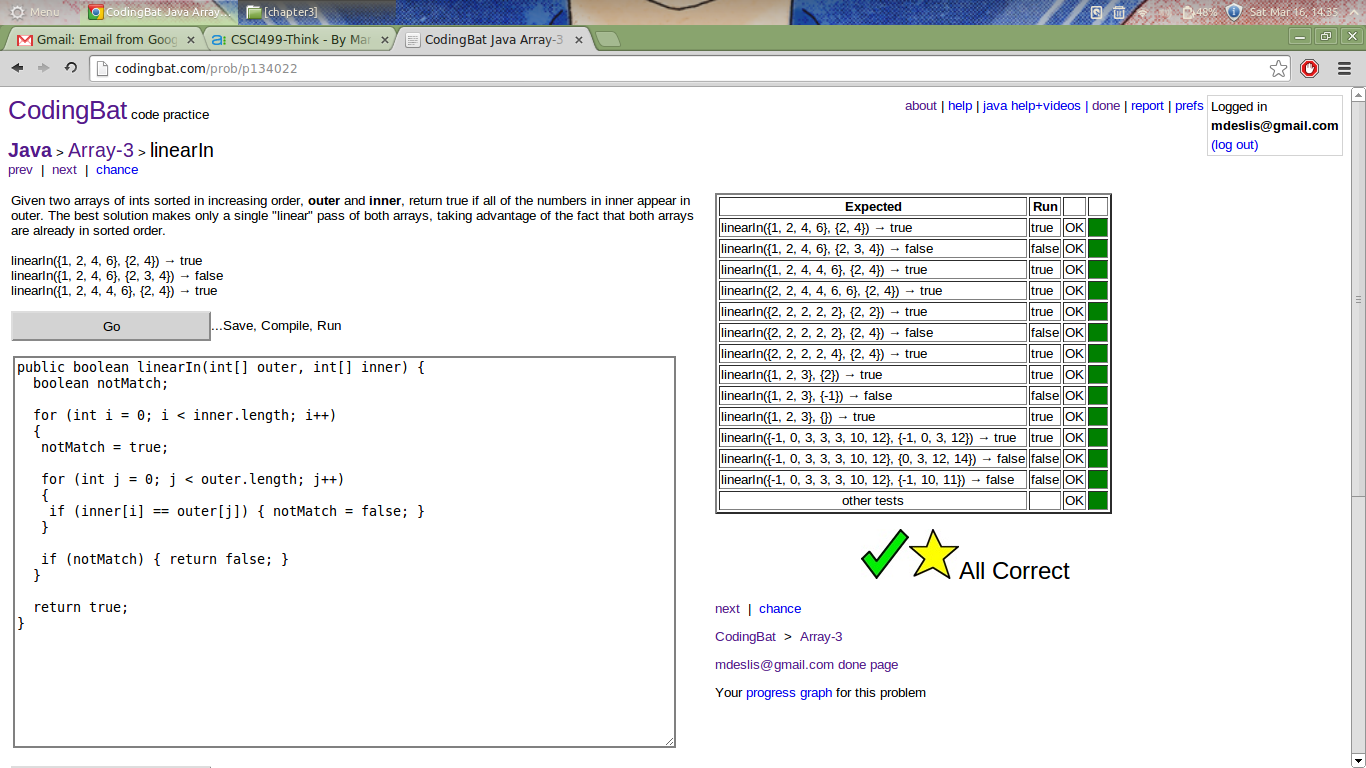 Menu
CodingBat Java Array...
[chapter3]
48%
Sat Mar 16, 14:35
Gmail: Email from Goog
CSCI499-Think - By Mar
CodingBat Java Array-3
codingbat.com/prob/p134022
CodingBat code practice
about | help | java help+videos | done | report | prefs
Logged in
mdeslis@gmail.com
(log out)
Java > Array-3 > linearIn
prev | next | chance
Given two arrays of ints sorted in increasing order, outer and inner, return true if all of the numbers in inner appear in
outer. The best solution makes only a single "linear" pass of both arrays, taking advantage of the fact that both arrays
are already in sorted order.
linearIn({1, 2, 4, 6}, {2, 4}) → true
linearIn({1, 2, 4, 6}, {2, 3, 4}) → false
linearIn({1, 2, 4, 4, 6}, {2, 4}) → true
Go
...Save, Compile, Run
public boolean linearIn(int[] outer, int[] inner) {
  boolean notMatch;
  for (int i = 0; i < inner.length; i++)
  {
   notMatch = true;
   for (int j = 0; j < outer.length; j++)
   {
    if (inner[i] == outer[j]) { notMatch = false; }
   }
   if (notMatch) { return false; }
  }
  return true;
}
Expected Run
linearIn({1, 2, 4, 6}, {2, 4}) → true true OK
linearIn({1, 2, 4, 6}, {2, 3, 4}) → false false OK
linearIn({1, 2, 4, 4, 6}, {2, 4}) → true true OK
linearIn({2, 2, 4, 4, 6, 6}, {2, 4}) → true true OK
linearIn({2, 2, 2, 2, 2}, {2, 2}) → true true OK
linearIn({2, 2, 2, 2, 2}, {2, 4}) → false false OK
linearIn({2, 2, 2, 2, 4}, {2, 4}) → true true OK
linearIn({1, 2, 3}, {2}) → true true OK
linearIn({1, 2, 3}, {-1}) → false false OK
linearIn({1, 2, 3}, {}) → true true OK
linearIn({-1, 0, 3, 3, 3, 10, 12}, {-1, 0, 3, 12}) → true true OK
linearIn({-1, 0, 3, 3, 3, 10, 12}, {0, 3, 12, 14}) → false false OK
linearIn({-1, 0, 3, 3, 3, 10, 12}, {-1, 10, 11}) → false false OK
other tests OK
All Correct
next | chance
CodingBat > Array-3
mdeslis@gmail.com done page
Your progress graph for this problem